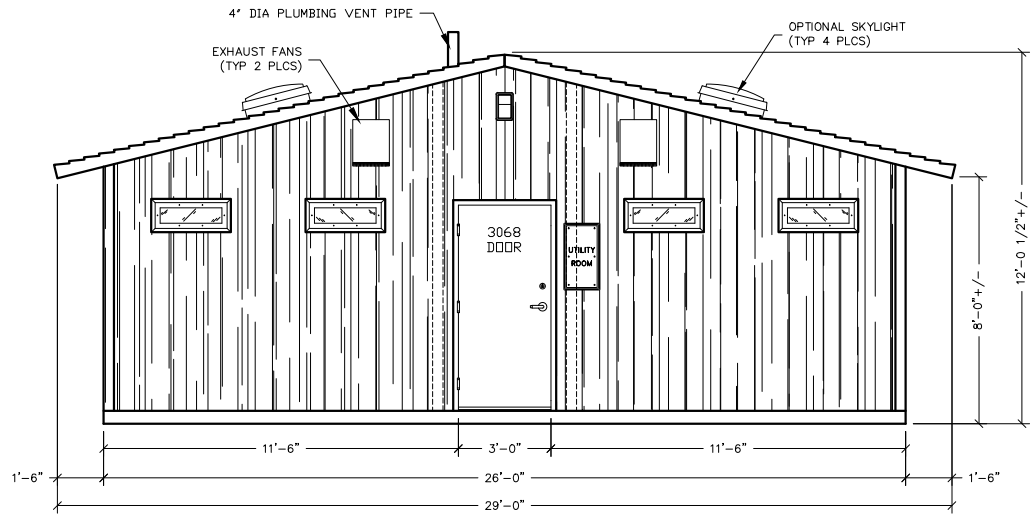 4" DIA PLUMBING VENT PIPE
OPTIONAL SKYLIGHT
(TYP 4 PLCS)
EXHAUST FANS
(TYP 2 PLCS)
3068
DOOR
UTILITY
ROOM
8'-0"+/-
12'-0 1/2"+/-
11'-6"
3'-0"
11'-6"
1'-6"
26'-0"
1'-6"
29'-0"